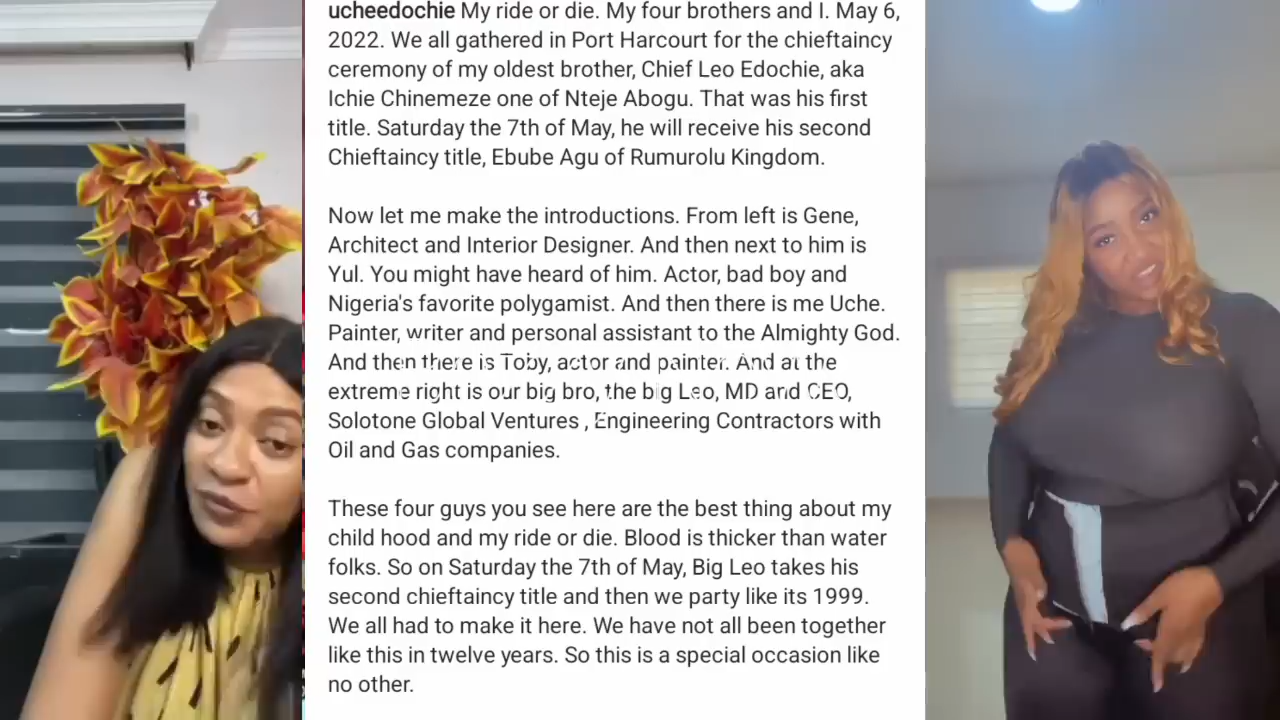 ucheedochie My ride or die. My four brothers and I. May 6,
2022. We all gathered in Port Harcourt for the chieftaincy
ceremony of my oldest brother, Chief Leo Edochie, aka
Ichie Chinemeze one of Nteje Abogu. That was his first
title. Saturday the 7th of May, he will receive his second
Chieftaincy title, Ebube Agu of Rumurolu Kingdom.
Now let me make the introductions. From left is Gene,
Architect and Interior Designer. And then next to him is
Yul. You might have heard of him. Actor, bad boy and
Nigeria's favorite polygamist. And then there is me Uche.
Painter, writer and personal assistant to the Almighty God.
And then there is Toby, actor and painter. And at the
extreme right is our big bro, the big Leo, MD and CEO,
Solotone Global Ventures , Engineering Contractors with
Oil and Gas companies.
These four guys you see here are the best thing about my
child hood and my ride or die. Blood is thicker than water
folks. So on Saturday the 7th of May, Big Leo takes his
second chieftaincy title and then we party like its 1999.
We all had to make it here. We have not all been together
like this in twelve years. So this is a special occasion like
no other.